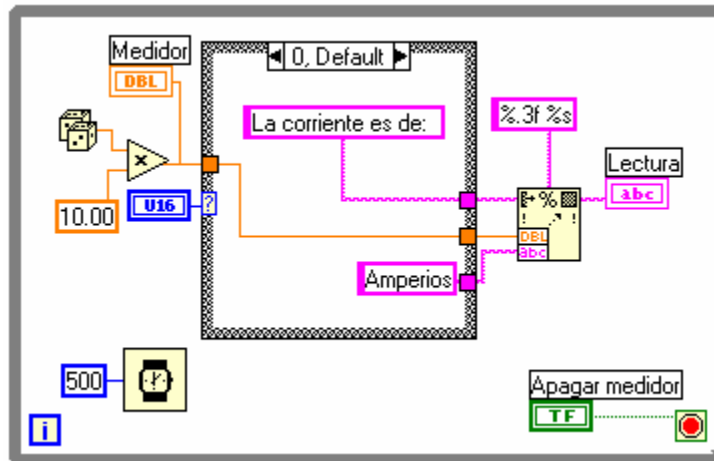 Medidor
DBL
0, Default
La corriente es de:
%.3f %s
Lectura
abc
×
10.00
U16
?
%
DBL
abc
Amperios
500
Apagar medidor
TF
i